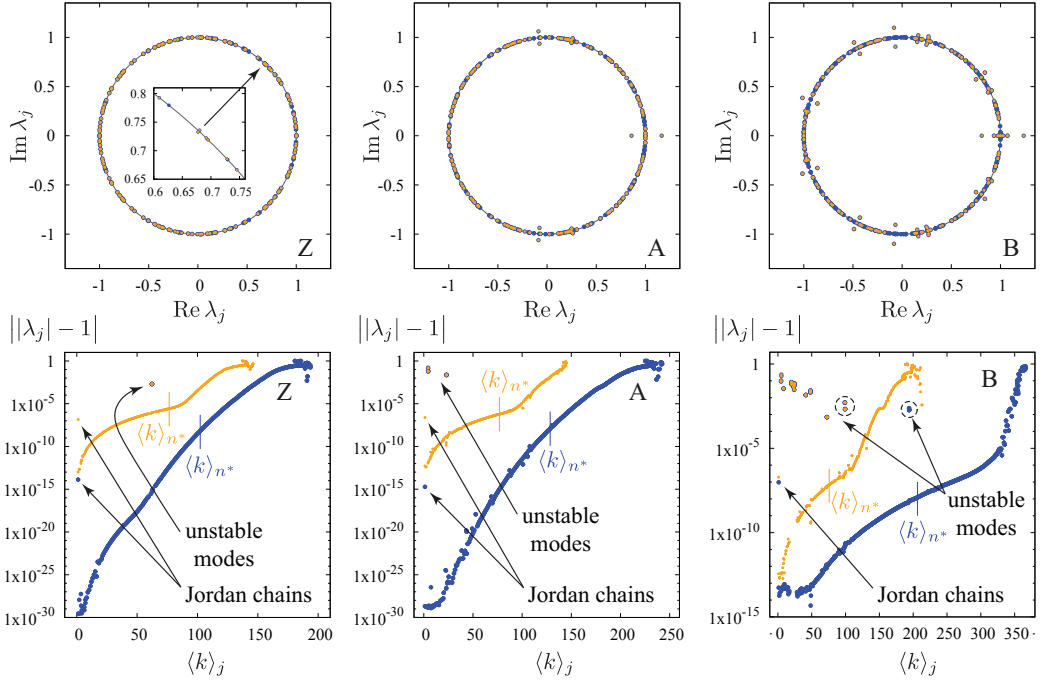 1
0.5
0
-0.5
-1
Im λ_j
0.8
0.75
0.7
0.65
0.6
0.65
0.7
0.75
Z
-1
-0.5
0
0.5
1
Re λ_j
1
0.5
0
-0.5
-1
Im λ_j
A
-1
-0.5
0
0.5
1
Re λ_j
1
0.5
0
-0.5
-1
Im λ_j
B
-1
-0.5
0
0.5
1
Re λ_j
||λ_j| − 1|
1
1x10⁻⁵
1x10⁻¹⁰
1x10⁻¹⁵
1x10⁻²⁰
1x10⁻²⁵
1x10⁻³⁰
Z
⟨k⟩_{n*}
⟨k⟩_{n*}
unstable
modes
Jordan chains
0
50
100
150
200
⟨k⟩_j
||λ_j| − 1|
1
1x10⁻⁵
1x10⁻¹⁰
1x10⁻¹⁵
1x10⁻²⁰
1x10⁻²⁵
1x10⁻³⁰
A
⟨k⟩_{n*}
⟨k⟩_{n*}
unstable
modes
Jordan chains
0
50
100
150
200
250
⟨k⟩_j
||λ_j| − 1|
1
1x10⁻⁵
1x10⁻¹⁰
1x10⁻¹⁵
B
⟨k⟩_{n*}
⟨k⟩_{n*}
unstable
modes
Jordan chains
0
50
100
150
200
250
300
350
⟨k⟩_j